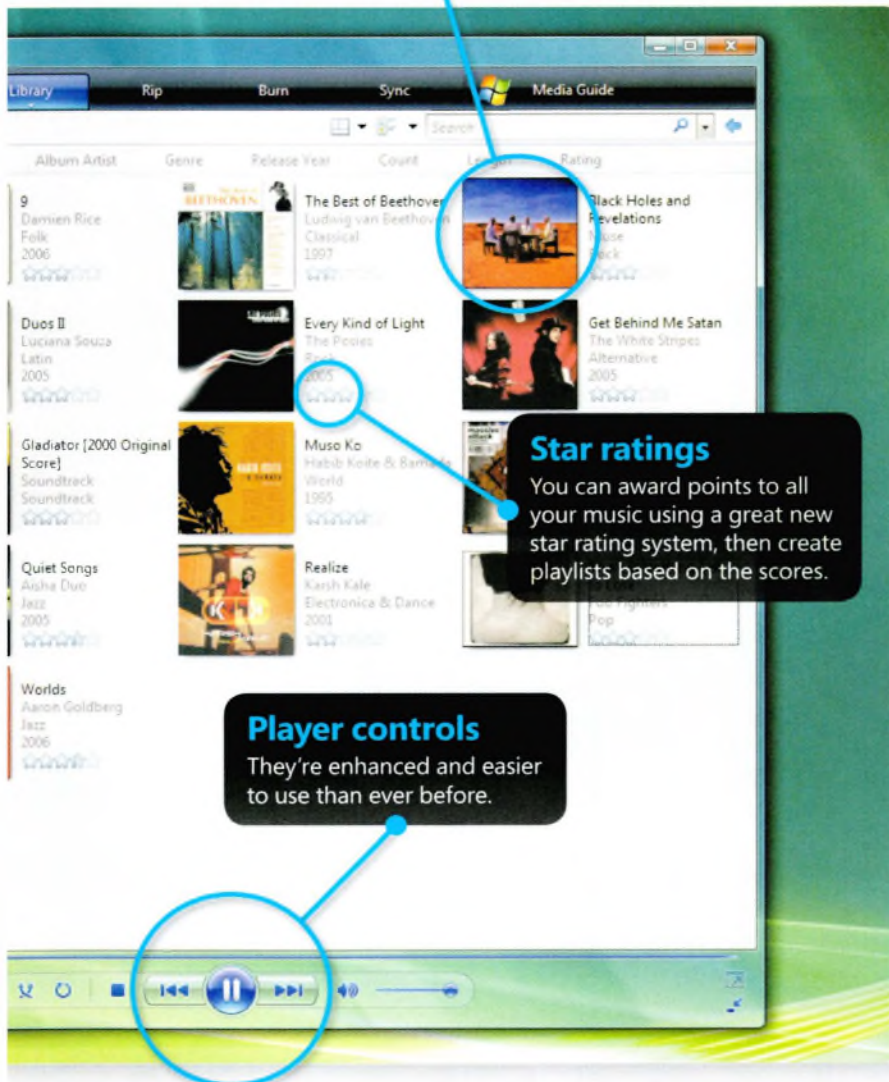 Library Rip Burn Sync Media Guide
Search
Album Artist Genre Release Year Count Length Rating
9
Damien Rice
Folk
2006
BEETHOVEN
The Best of Beethoven
Ludwig van Beethoven
Classical
1997
Black Holes and
Revelations
Muse
Rock
Duos II
Luciana Souza
Latin
2005
Every Kind of Light
The Posies
Rock
2005
Get Behind Me Satan
The White Stripes
Alternative
2005
Gladiator [2000 Original
Score]
Soundtrack
Soundtrack
Muso Ko
Habib Koite & Bamada
World
1995
Star ratings
You can award points to all
your music using a great new
star rating system, then create
playlists based on the scores.
Quiet Songs
Aisha Duo
Jazz
2005
Realize
Karsh Kale
Electronica & Dance
2001
Foo Fighters
Pop
Worlds
Aaron Goldberg
Jazz
2006
Player controls
They're enhanced and easier
to use than ever before.